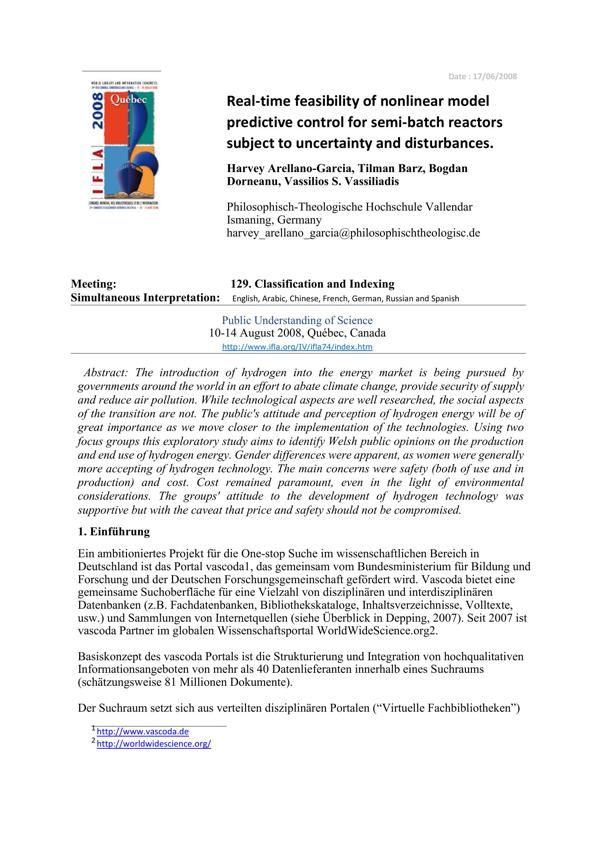 Date : 17/06/2008
WORLD LIBRARY AND INFORMATION CONGRESS:
2008
Québec
IFLA
Real-time feasibility of nonlinear model
predictive control for semi-batch reactors
subject to uncertainty and disturbances.
Harvey Arellano-Garcia, Tilman Barz, Bogdan
Dorneanu, Vassilios S. Vassiliadis
Philosophisch-Theologische Hochschule Vallendar
Ismaning, Germany
harvey_arellano_garcia@philosophischtheologisc.de
Meeting: 129. Classification and Indexing
Simultaneous Interpretation: English, Arabic, Chinese, French, German, Russian and Spanish
Public Understanding of Science
10-14 August 2008, Québec, Canada
http://www.ifla.org/IV/ifla74/index.htm
Abstract: The introduction of hydrogen into the energy market is being pursued by
governments around the world in an effort to abate climate change, provide security of supply
and reduce air pollution. While technological aspects are well researched, the social aspects
of the transition are not. The public's attitude and perception of hydrogen energy will be of
great importance as we move closer to the implementation of the technologies. Using two
focus groups this exploratory study aims to identify Welsh public opinions on the production
and end use of hydrogen energy. Gender differences were apparent, as women were generally
more accepting of hydrogen technology. The main concerns were safety (both of use and in
production) and cost. Cost remained paramount, even in the light of environmental
considerations. The groups' attitude to the development of hydrogen technology was
supportive but with the caveat that price and safety should not be compromised.
1. Einführung
Ein ambitioniertes Projekt für die One-stop Suche im wissenschaftlichen Bereich in
Deutschland ist das Portal vascoda1, das gemeinsam vom Bundesministerium für Bildung und
Forschung und der Deutschen Forschungsgemeinschaft gefördert wird. Vascoda bietet eine
gemeinsame Suchoberfläche für eine Vielzahl von disziplinären und interdisziplinären
Datenbanken (z.B. Fachdatenbanken, Bibliothekskataloge, Inhaltsverzeichnisse, Volltexte,
usw.) und Sammlungen von Internetquellen (siehe Überblick in Depping, 2007). Seit 2007 ist
vascoda Partner im globalen Wissenschaftsportal WorldWideScience.org2.
Basiskonzept des vascoda Portals ist die Strukturierung und Integration von hochqualitativen
Informationsangeboten von mehr als 40 Datenlieferanten innerhalb eines Suchraums
(schätzungsweise 81 Millionen Dokumente).
Der Suchraum setzt sich aus verteilten disziplinären Portalen (“Virtuelle Fachbibliotheken”)
1 http://www.vascoda.de
2 http://worldwidescience.org/